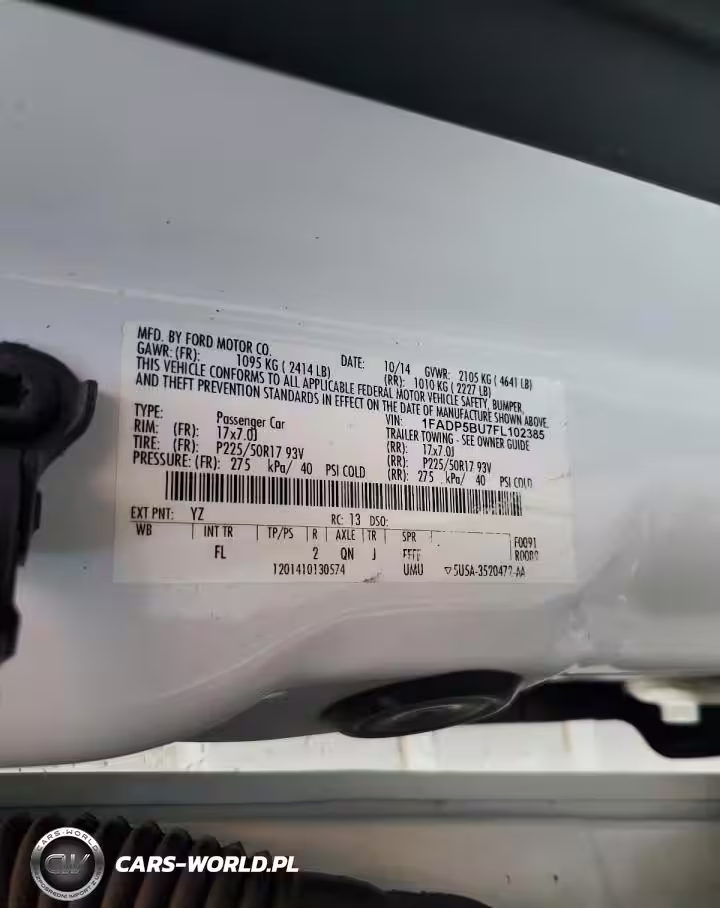 MFD. BY FORD MOTOR CO.
DATE: 10/14 GVWR: 2105 KG ( 4641 LB)
GAWR: (FR): 1095 KG ( 2414 LB) (RR): 1010 KG ( 2227 LB)
THIS VEHICLE CONFORMS TO ALL APPLICABLE FEDERAL MOTOR VEHICLE SAFETY, BUMPER,
AND THEFT PREVENTION STANDARDS IN EFFECT ON THE DATE OF MANUFACTURE SHOWN ABOVE.
VIN: 1FADP5BU7FL102385
TYPE: Passenger Car TRAILER TOWING - SEE OWNER GUIDE
RIM: (FR): 17x7.0J (RR): 17x7.0J
TIRE: (FR): P225/50R17 93V (RR): P225/50R17 93V
PRESSURE: (FR): 275 kPa/ 40 PSI COLD (RR): 275 kPa/ 40 PSI COLD
EXT PNT: YZ RC: 13 DSO:
WB INT TR TP/PS R AXLE TR SPR F0091
FL 2 QN J
1201410130574 UMU ▽5USA-3520472-AA
CARS-WORLD
CW
CARS-WORLD.PL